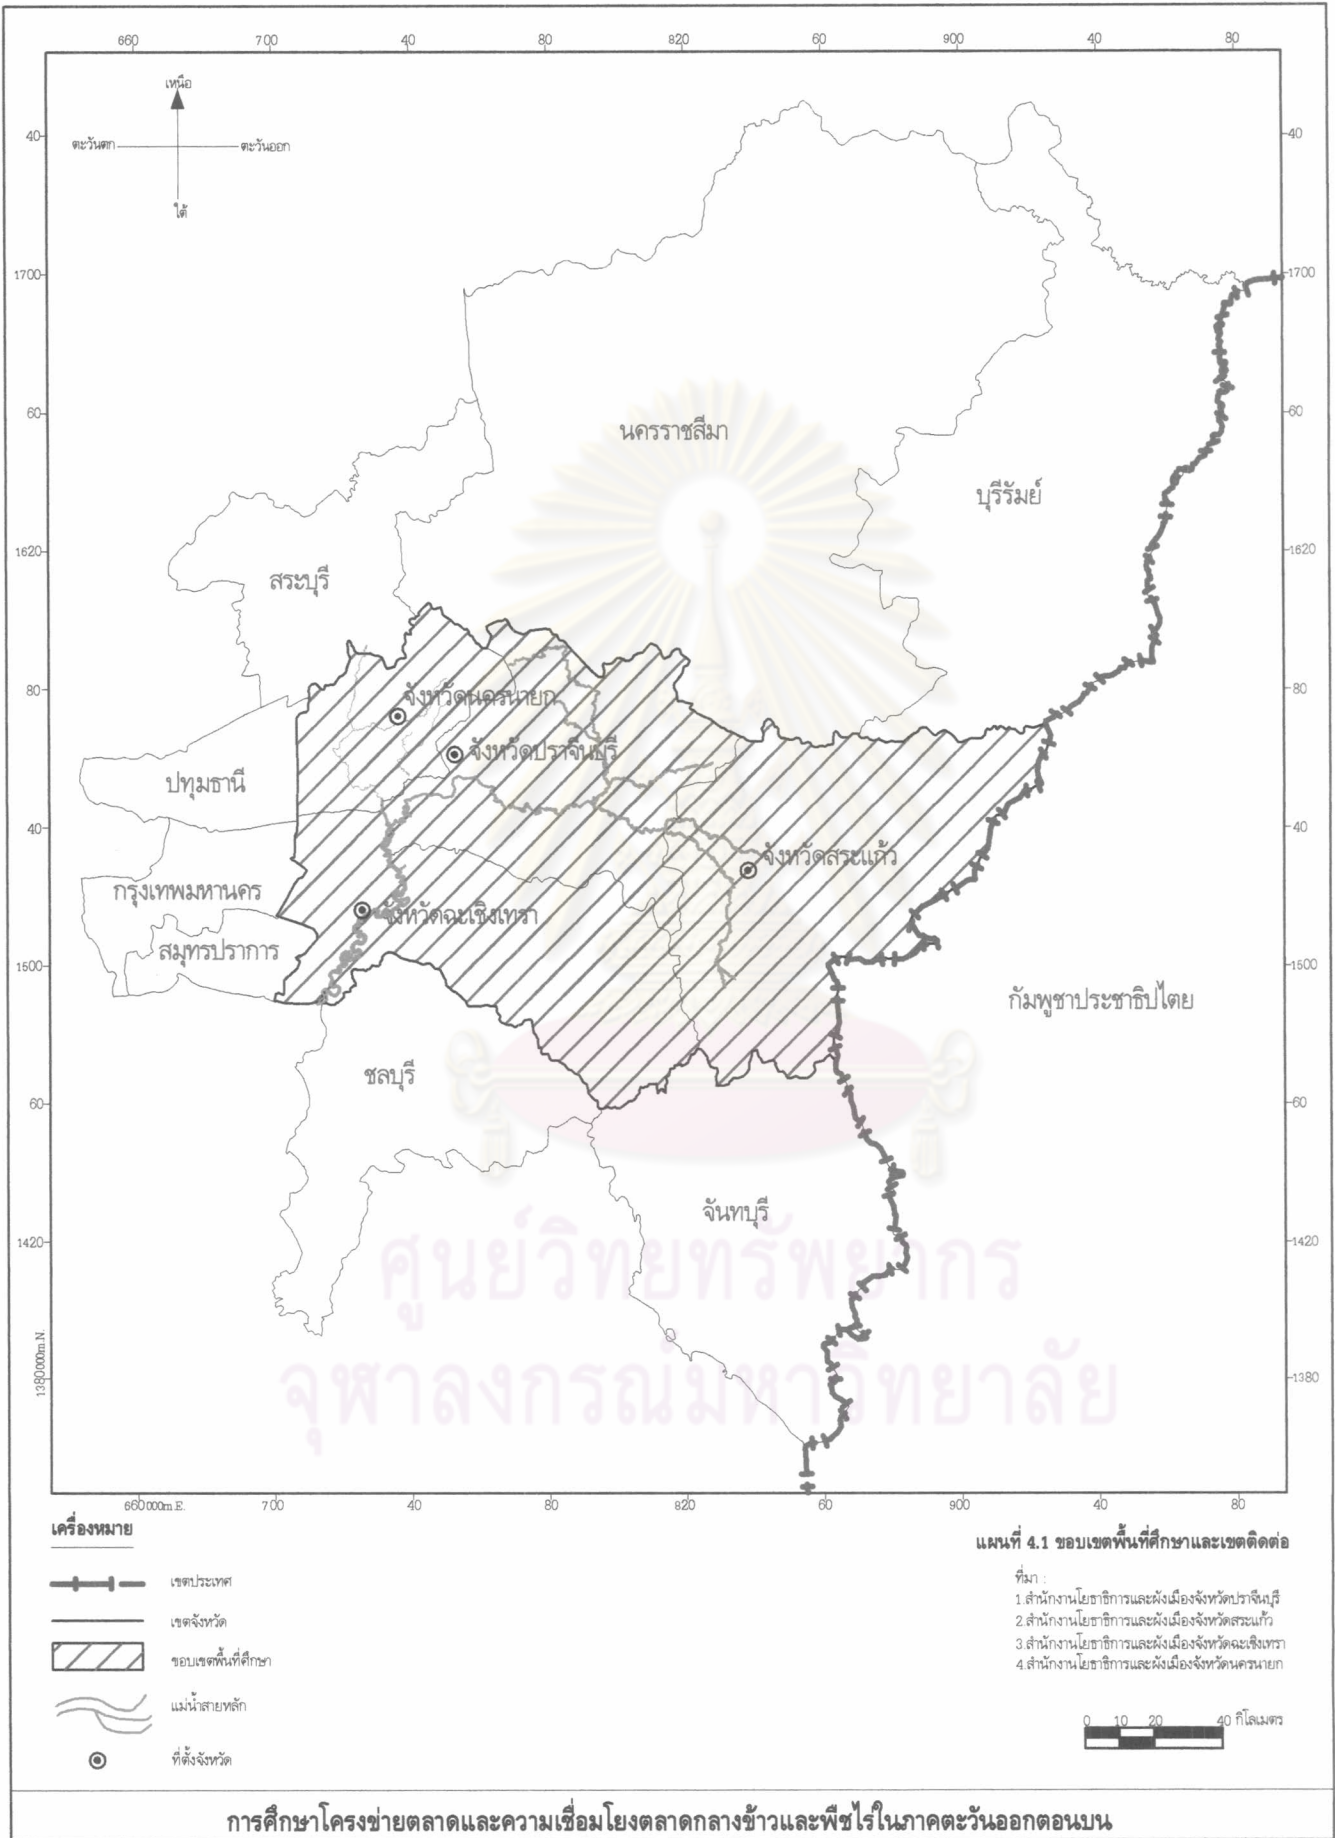 660 700 40 80 820 60 900 40 80
เหนือ
ตะวันตก ตะวันออก
ใต้
40 40
1700 1700
60 60
นครราชสีมา
บุรีรัมย์
1620 1620
สระบุรี
80 80
จังหวัดนครนายก
จังหวัดปราจีนบุรี
ปทุมธานี
40 40
จังหวัดสระแก้ว
กรุงเทพมหานคร
จังหวัดฉะเชิงเทรา
สมุทรปราการ
1500 1500
กัมพูชาประชาธิปไตย
ชลบุรี
60 60
จันทบุรี
1420 1420
ศูนย์วิทยทรัพยากร
1380000m.N. 1380
จุฬาลงกรณ์มหาวิทยาลัย
660000m.E. 700 40 80 820 60 900 40 80
เครื่องหมาย
เขตประเทศ
เขตจังหวัด
ขอบเขตพื้นที่ศึกษา
แม่น้ำสายหลัก
ที่ตั้งจังหวัด
แผนที่ 4.1 ขอบเขตพื้นที่ศึกษาและเขตติดต่อ
ที่มา :
1.สำนักงานโยธาธิการและผังเมืองจังหวัดปราจีนบุรี
2.สำนักงานโยธาธิการและผังเมืองจังหวัดสระแก้ว
3.สำนักงานโยธาธิการและผังเมืองจังหวัดฉะเชิงเทรา
4.สำนักงานโยธาธิการและผังเมืองจังหวัดนครนายก
0 10 20 40 กิโลเมตร
การศึกษาโครงข่ายตลาดและความเชื่อมโยงตลาดกลางข้าวและพืชไร่ในภาคตะวันออกตอนบน